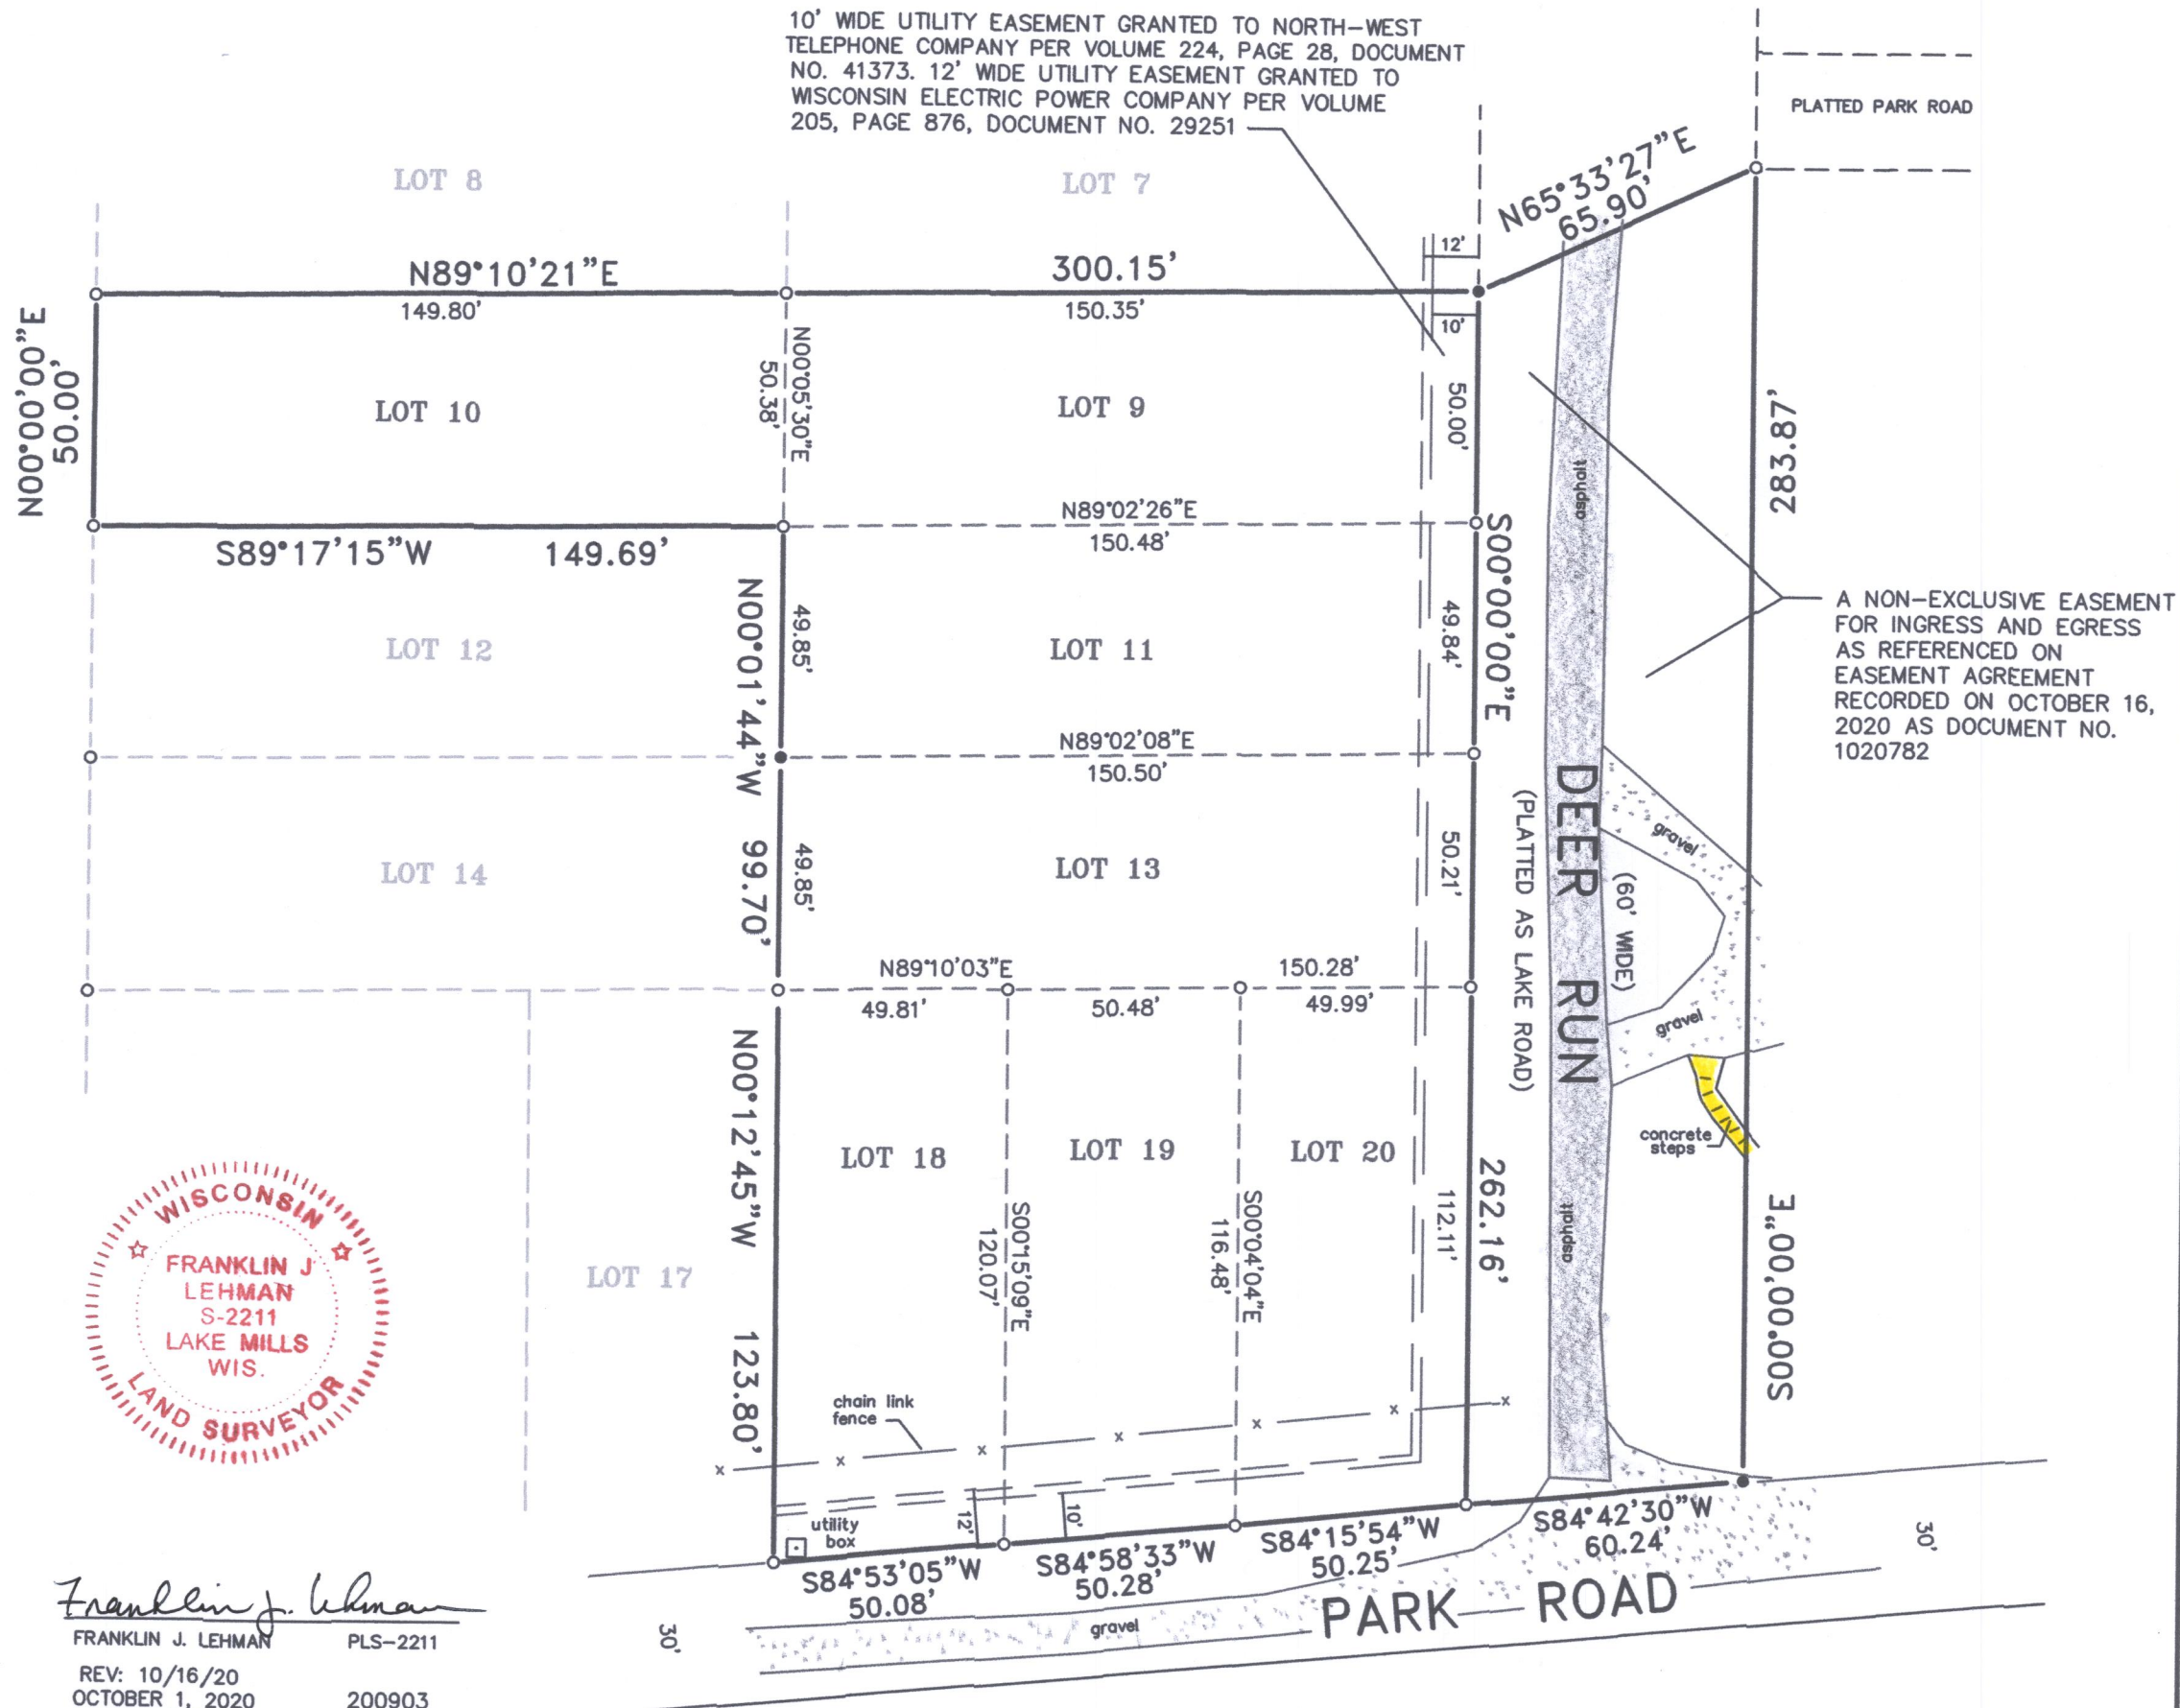 10' WIDE UTILITY EASEMENT GRANTED TO NORTH-WEST
TELEPHONE COMPANY PER VOLUME 224, PAGE 28, DOCUMENT
NO. 41373. 12' WIDE UTILITY EASEMENT GRANTED TO
WISCONSIN ELECTRIC POWER COMPANY PER VOLUME
205, PAGE 876, DOCUMENT NO. 29251
PLATTED PARK ROAD
LOT 8
LOT 7
N65°33'27"E
65.90'
12'
N89°10'21"E
300.15'
149.80'
150.35'
10'
N00°00'00"E
50.00'
N00°05'30"E
50.38'
LOT 10
LOT 9
50.00'
asphalt
283.87'
N89°02'26"E
150.48'
S89°17'15"W
149.69'
S00°00'00"E
A NON-EXCLUSIVE EASEMENT
FOR INGRESS AND EGRESS
AS REFERENCED ON
EASEMENT AGREEMENT
RECORDED ON OCTOBER 16,
2020 AS DOCUMENT NO.
1020782
LOT 12
N00°01'44"W
99.70'
49.85'
LOT 11
49.84'
N89°02'08"E
150.50'
LOT 14
49.85'
LOT 13
50.21'
(PLATTED AS LAKE ROAD)
DEER RUN
(60' WIDE)
gravel
gravel
N89°10'03"E
150.28'
49.81'
50.48'
49.99'
concrete
steps
N00°12'45"W
123.80'
LOT 18
LOT 19
LOT 20
S00°15'09"E
120.07'
S00°04'04"E
116.48'
112.11'
262.16'
asphalt
S00°00'00"E
LOT 17
WISCONSIN
FRANKLIN J
LEHMAN
S-2211
LAKE MILLS
WIS.
LAND SURVEYOR
chain link
fence
x
x
x
x
x
x
x
utility
box
12'
10'
S84°53'05"W
50.08'
S84°58'33"W
50.28'
S84°15'54"W
50.25'
S84°42'30"W
60.24'
30'
30'
gravel
PARK ROAD
Franklin J. Lehman
FRANKLIN J. LEHMAN PLS-2211
REV: 10/16/20
OCTOBER 1, 2020 200903